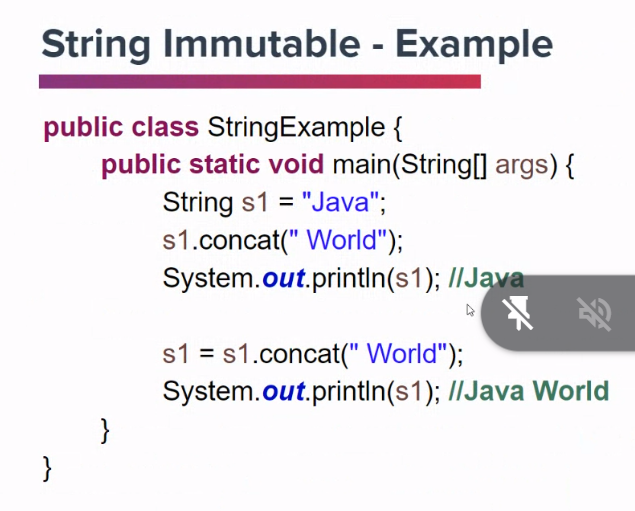 String Immutable - Example
public class StringExample {
public static void main(String[] args) {
String s1 = "Java";
s1.concat(" World");
System.out.println(s1); //Java
s1 = s1.concat(" World");
System.out.println(s1); //Java World
}
}